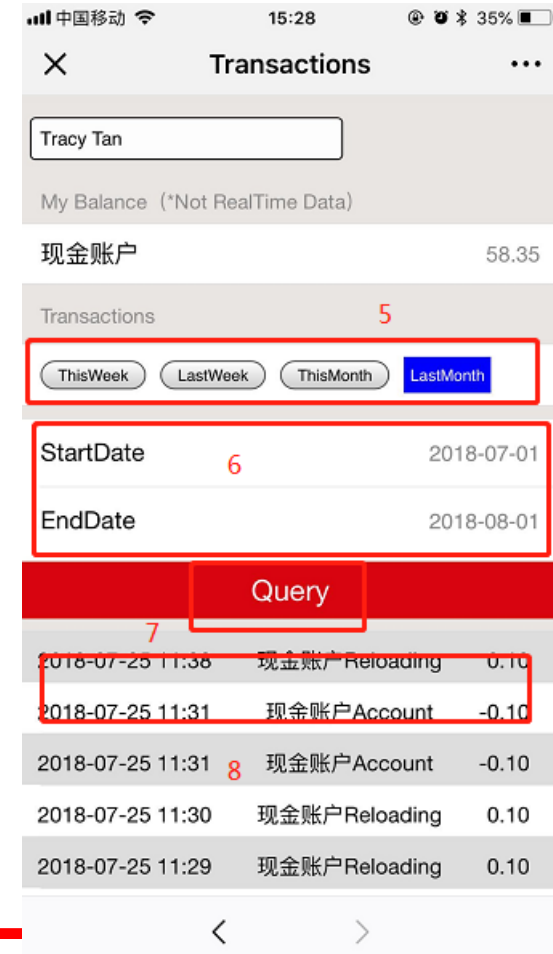 中国移动 15:28 35%
Transactions
Tracy Tan
My Balance（*Not RealTime Data）
现金账户 58.35
Transactions 5
ThisWeek LastWeek ThisMonth LastMonth
StartDate 2018-07-01
6
EndDate 2018-08-01
Query
7
2018-07-25 11:38 现金账户Reloading 0.10
2018-07-25 11:31 现金账户Account -0.10
2018-07-25 11:31 现金账户Account -0.10
8
2018-07-25 11:30 现金账户Reloading 0.10
2018-07-25 11:29 现金账户Reloading 0.10